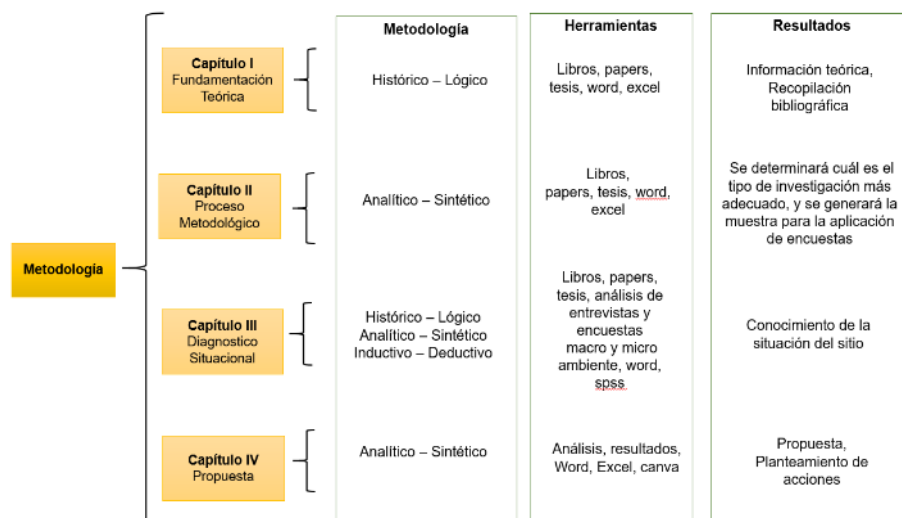 Metodología
Herramientas
Resultados
Capítulo I
Fundamentación
Teórica
Histórico – Lógico
Libros, papers,
tesis, word, excel
Información teórica,
Recopilación
bibliográfica
Capítulo II
Proceso
Metodológico
Analítico – Sintético
Libros,
papers, tesis, word,
excel
Se determinará cuál es el
tipo de investigación más
adecuado, y se generará la
muestra para la aplicación
de encuestas
Metodología
Capítulo III
Diagnostico
Situacional
Histórico – Lógico
Analítico – Sintético
Inductivo – Deductivo
Libros, papers,
tesis, análisis de
entrevistas y
encuestas
macro y micro
ambiente, word,
spss
Conocimiento de la
situación del sitio
Capítulo IV
Propuesta
Analítico – Sintético
Análisis, resultados,
Word, Excel, canva
Propuesta,
Planteamiento de
acciones